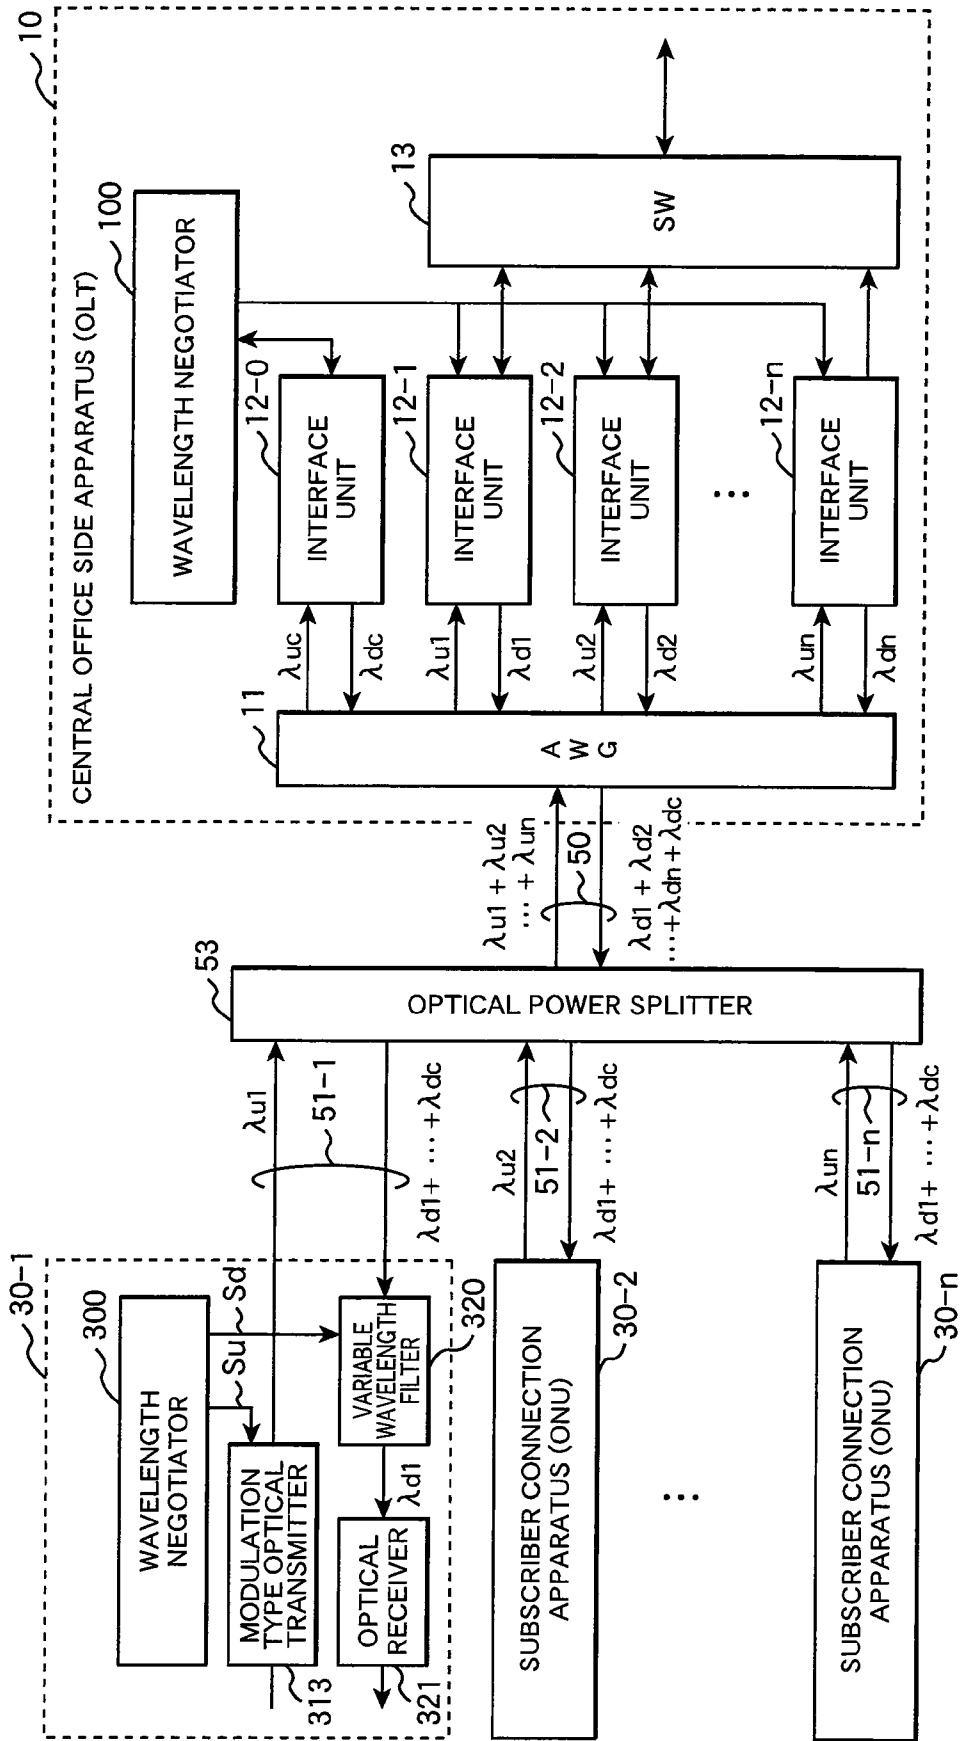 10
CENTRAL OFFICE SIDE APPARATUS (OLT)
100
WAVELENGTH NEGOTIATOR
13
SW
12-0
INTERFACE
UNIT
12-1
INTERFACE
UNIT
12-2
INTERFACE
UNIT
...
12-n
INTERFACE
UNIT
λuc
λdc
λu1
λd1
λu2
λd2
λun
λdn
11
A
W
G
λu1 + λu2
... + λun
50
λd1 + λd2
...+λdn+λdc
53
OPTICAL POWER SPLITTER
λu1
51-1
λd1+ ... +λdc
λu2
51-2
λd1+ ... +λdc
λun
51-n
λd1+ ... +λdc
30-1
300
WAVELENGTH
NEGOTIATOR
Su
Sd
MODULATION
TYPE OPTICAL
TRANSMITTER
313
VARIABLE
WAVELENGTH
FILTER
320
λd1
OPTICAL
RECEIVER
321
SUBSCRIBER CONNECTION
APPARATUS (ONU)
30-2
...
SUBSCRIBER CONNECTION
APPARATUS (ONU)
30-n